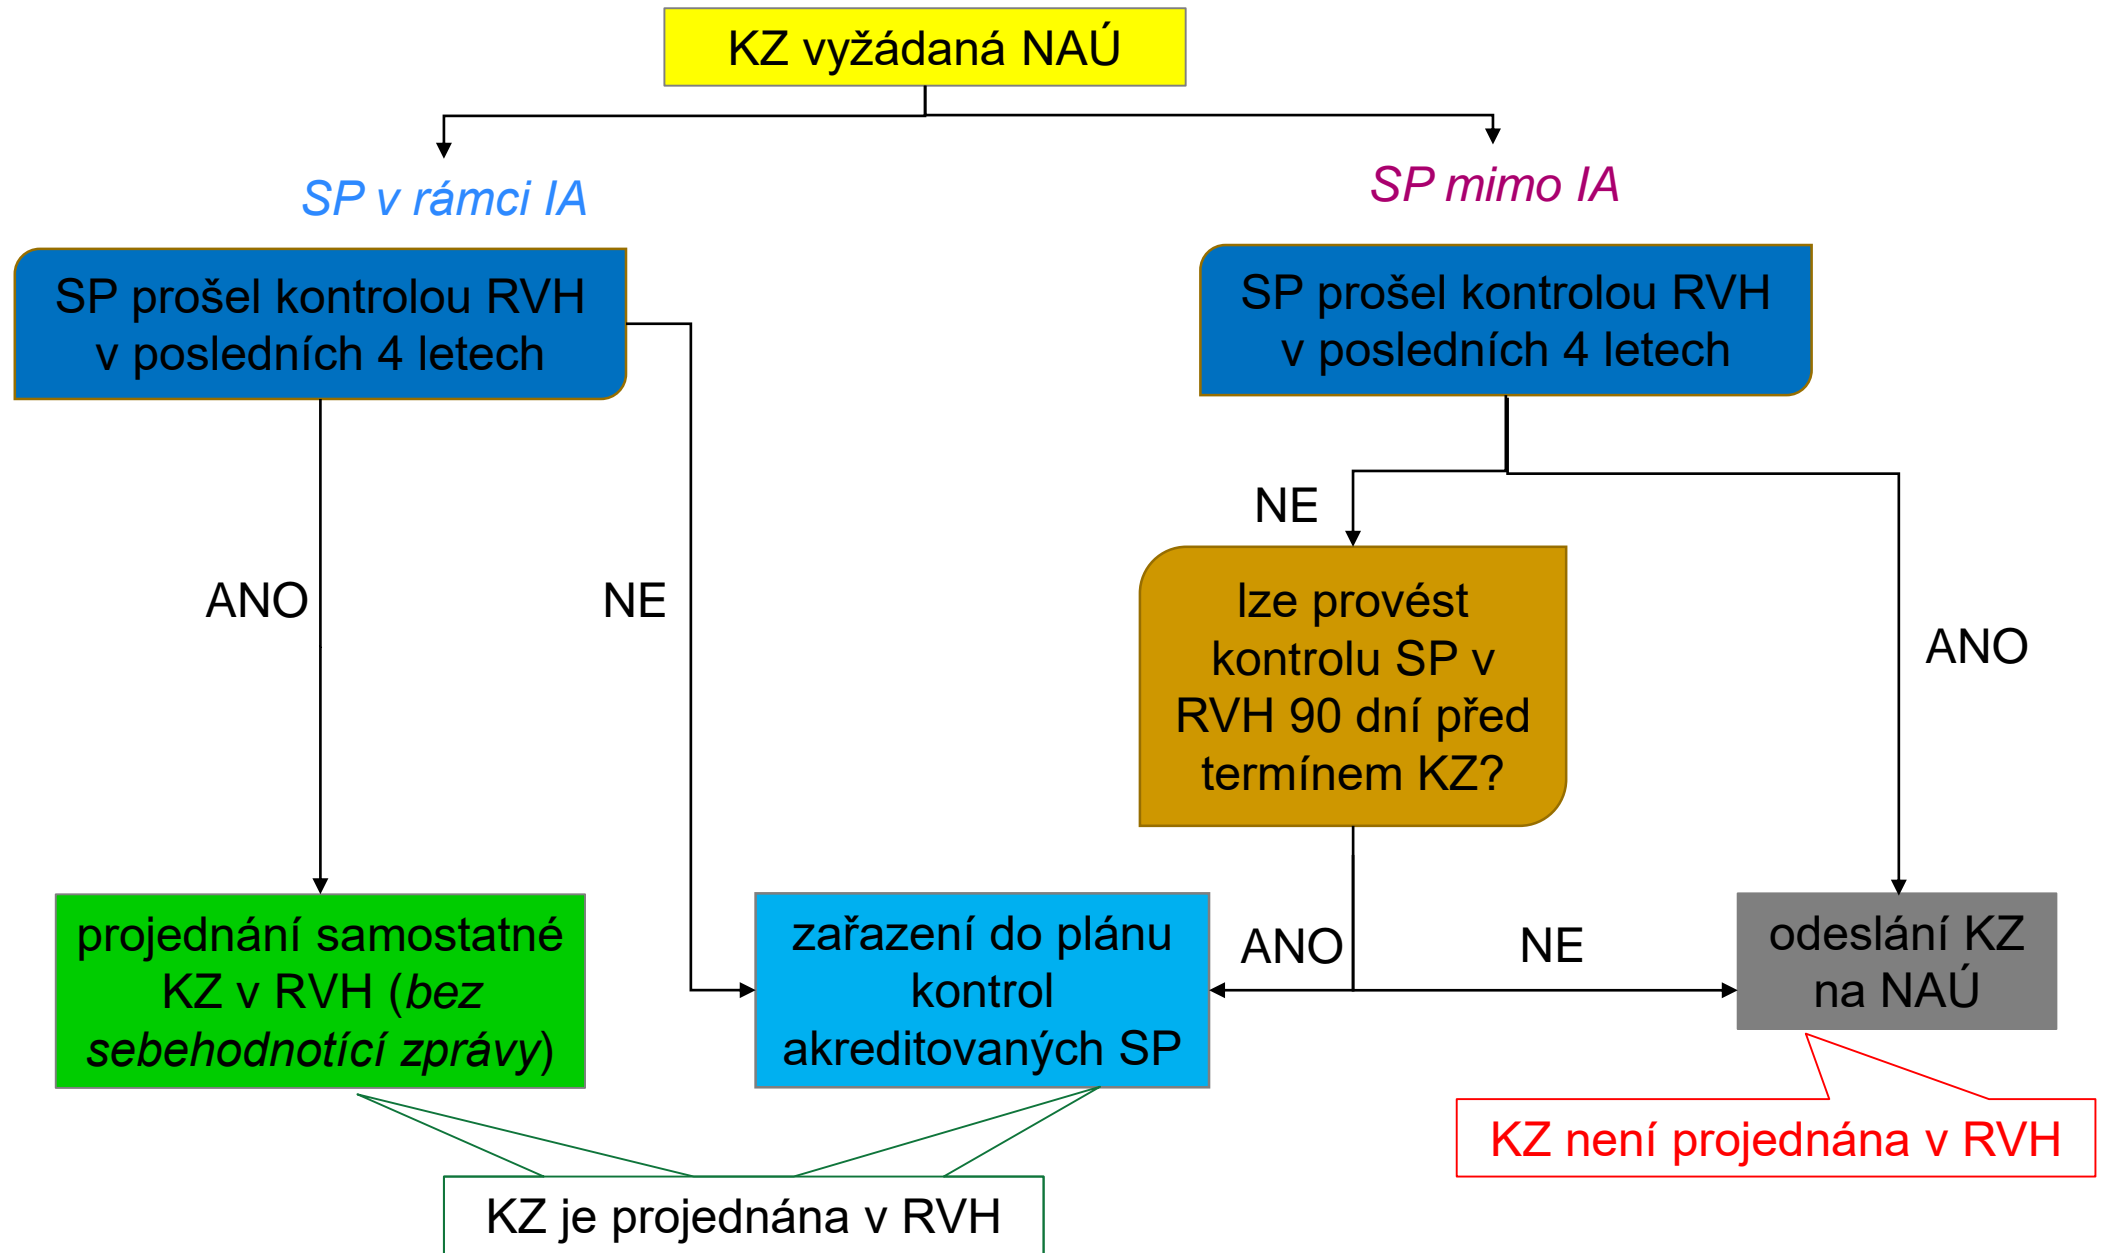 KZ vyžádaná NAÚ
SP v rámci IA
SP mimo IA
SP prošel kontrolou RVH
v posledních 4 letech
SP prošel kontrolou RVH
v posledních 4 letech
NE
ANO
NE
lze provést
kontrolu SP v
RVH 90 dní před
termínem KZ?
ANO
projednání samostatné
KZ v RVH (bez
sebehodnotící zprávy)
zařazení do plánu
kontrol
akreditovaných SP
ANO
NE
odeslání KZ
na NAÚ
KZ není projednána v RVH
KZ je projednána v RVH